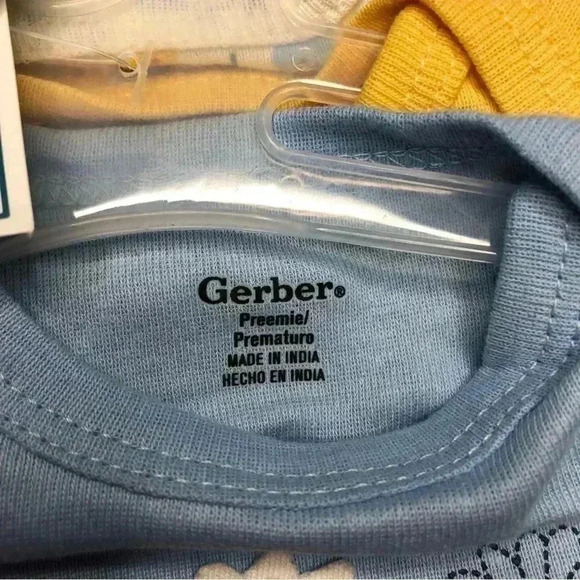 Gerber®
Preemie/
Prematuro
MADE IN INDIA
HECHO EN INDIA